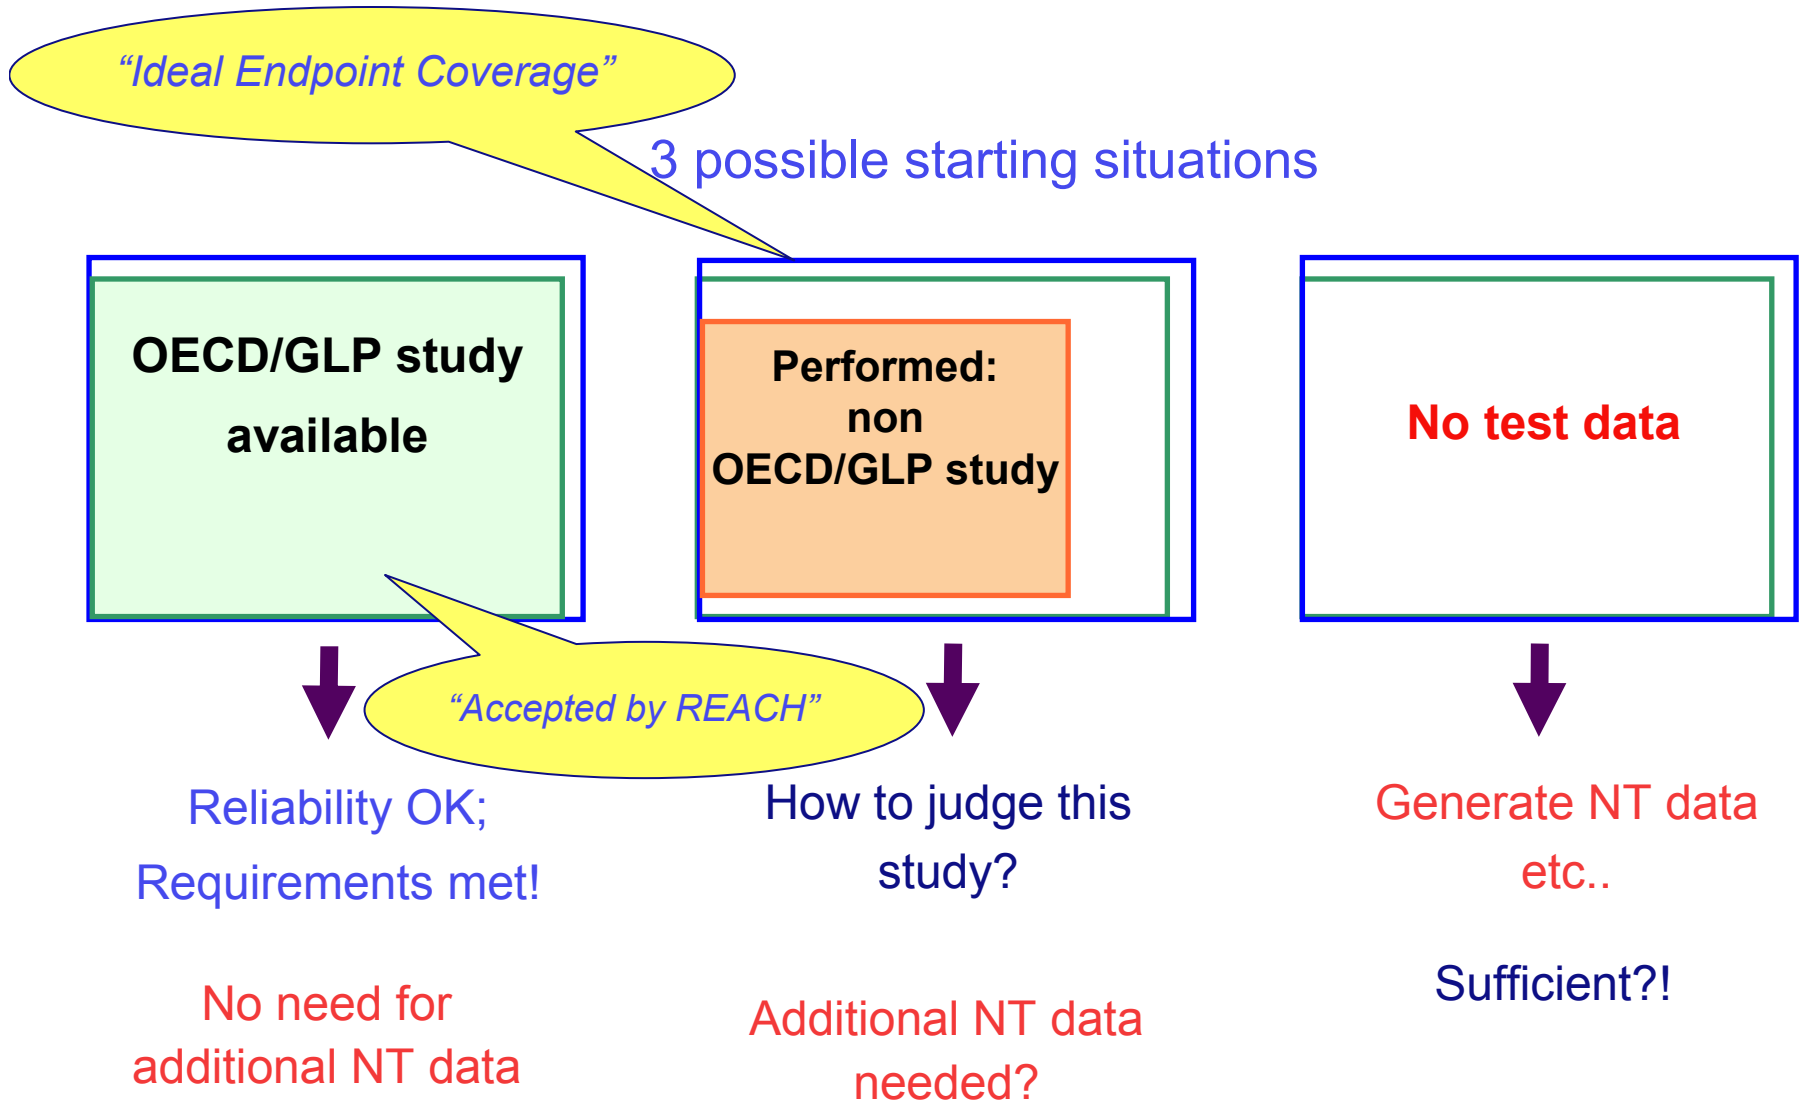 “Ideal Endpoint Coverage”
3 possible starting situations
OECD/GLP study
available
Performed:
non
OECD/GLP study
No test data
“Accepted by REACH”
Reliability OK;
Requirements met!
No need for
additional NT data
How to judge this
study?
Additional NT data
needed?
Generate NT data
etc..
Sufficient?!